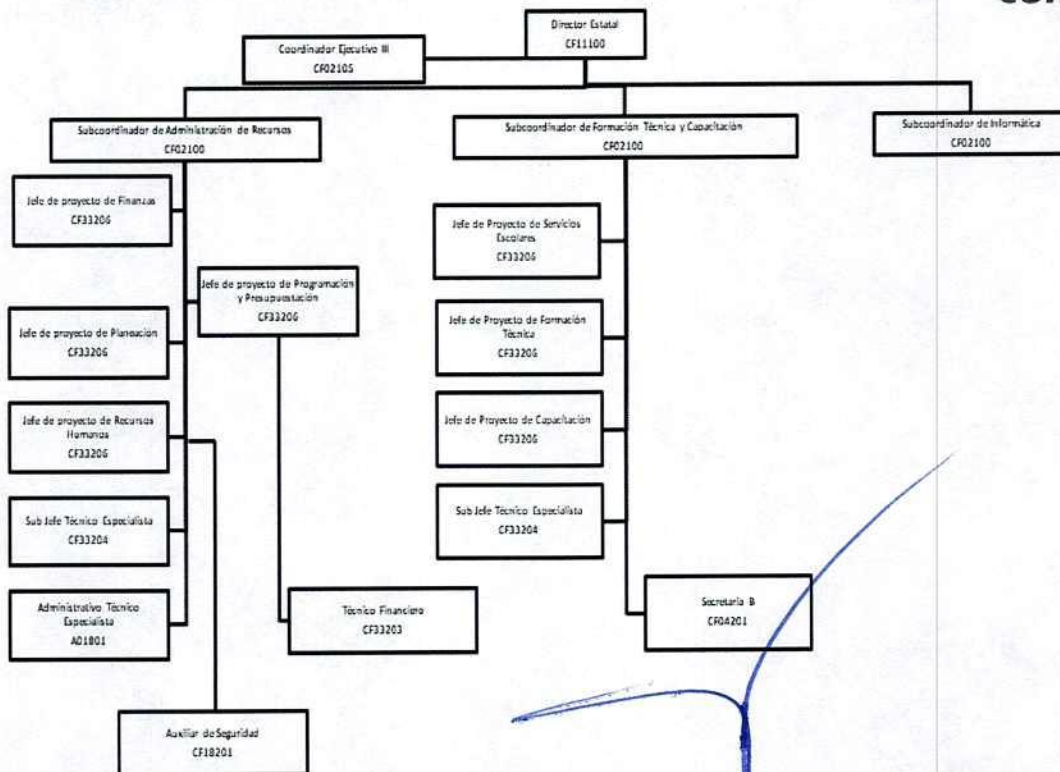 Director Estatal
CF11100
Coordinador Ejecutivo III
CF02105
Subcoordinador de Administración de Recursos
CF02100
Subcoordinador de Formación Técnica y Capacitación
CF02100
Subcoordinador de Informática
CF02100
Jefe de proyecto de Finanzas
CF33206
Jefe de proyecto de Programación
y Presupuestación
CF33206
Jefe de proyecto de Planeación
CF33206
Jefe de proyecto de Recursos
Humanos
CF33206
Sub Jefe Técnico Especialista
CF33204
Administrativo Técnico
Especialista
A01801
Técnico Financiero
CF33203
Auxiliar de Seguridad
CF18201
Jefe de Proyecto de Servicios
Escolares
CF33206
Jefe de Proyecto de Formación
Técnica
CF33206
Jefe de Proyecto de Capacitación
CF33206
Sub Jefe Técnico Especialista
CF33204
Secretaria B
CF04201